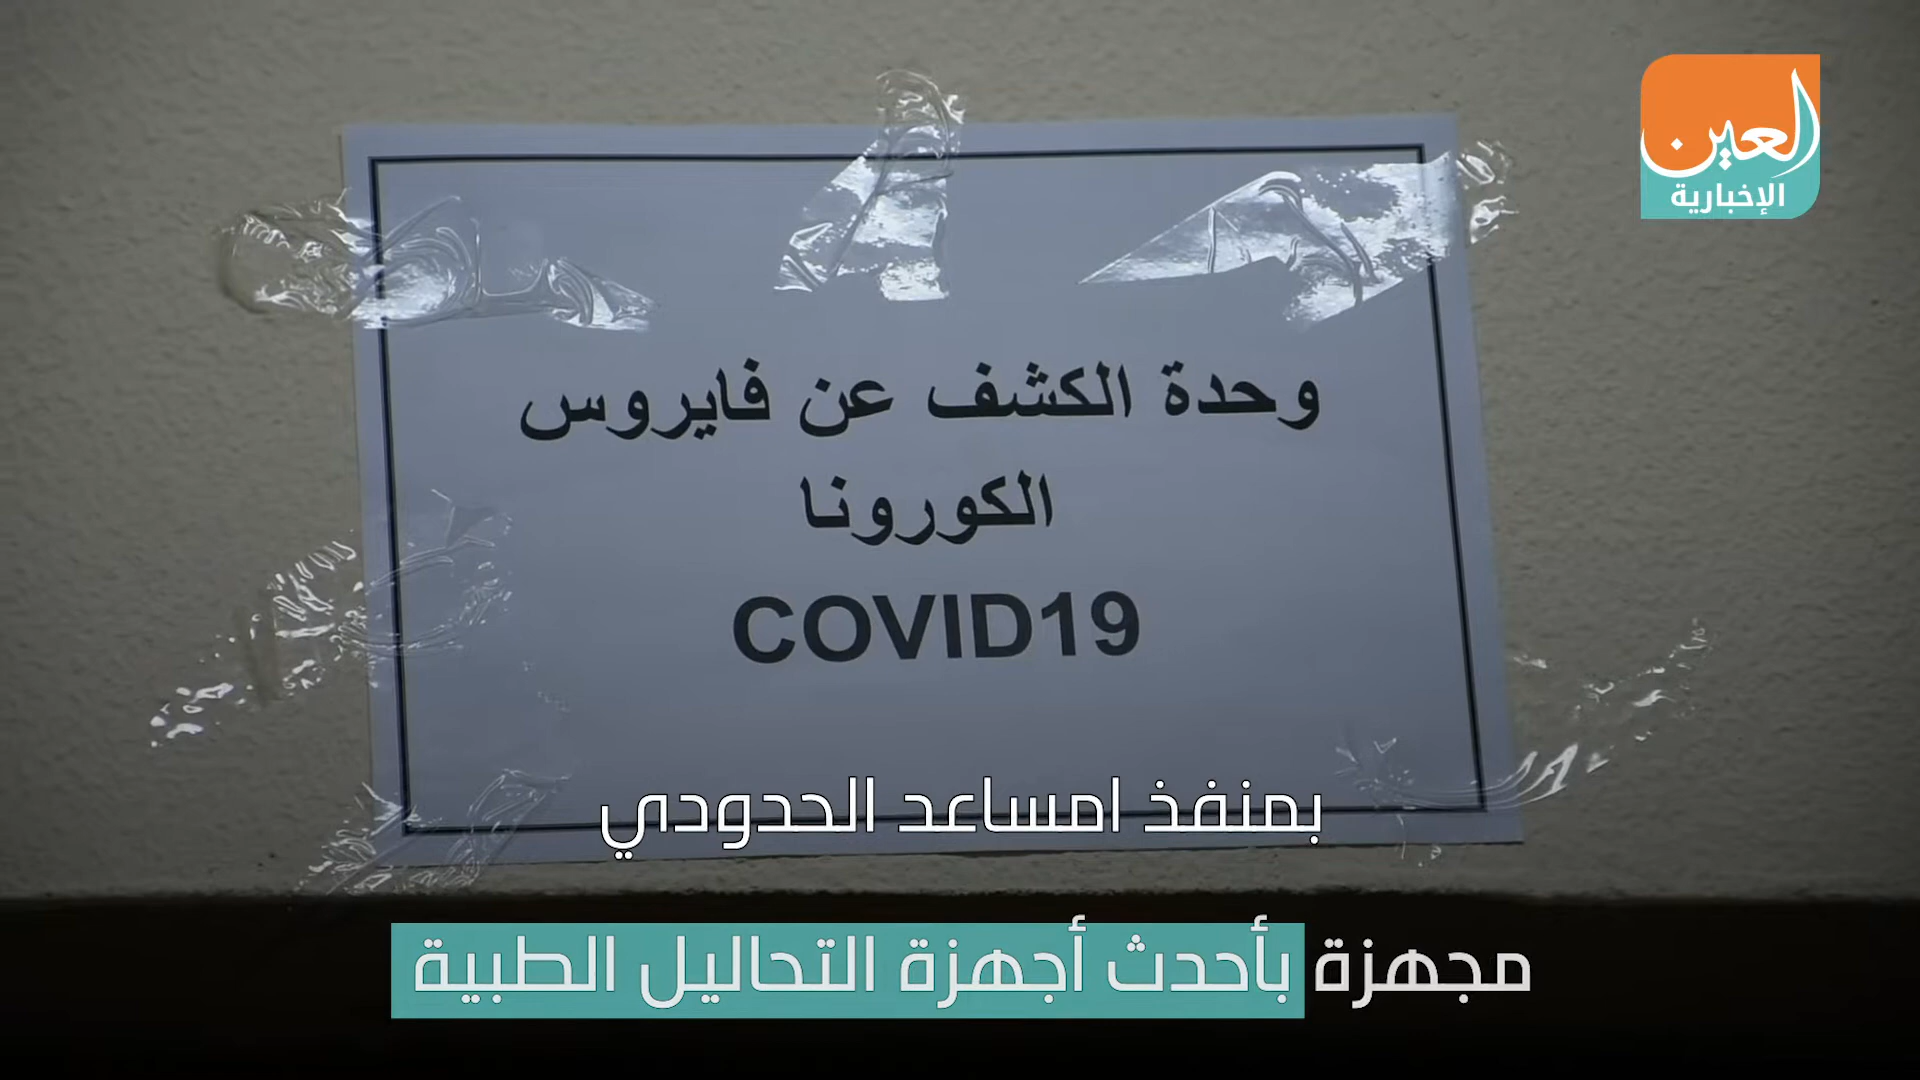 العين
الإخبارية
وحدة الكشف عن فايروس
الكورونا
COVID19
بمنفذ امساعد الحدودي
مجهزة بأحدث أجهزة التحاليل الطبية